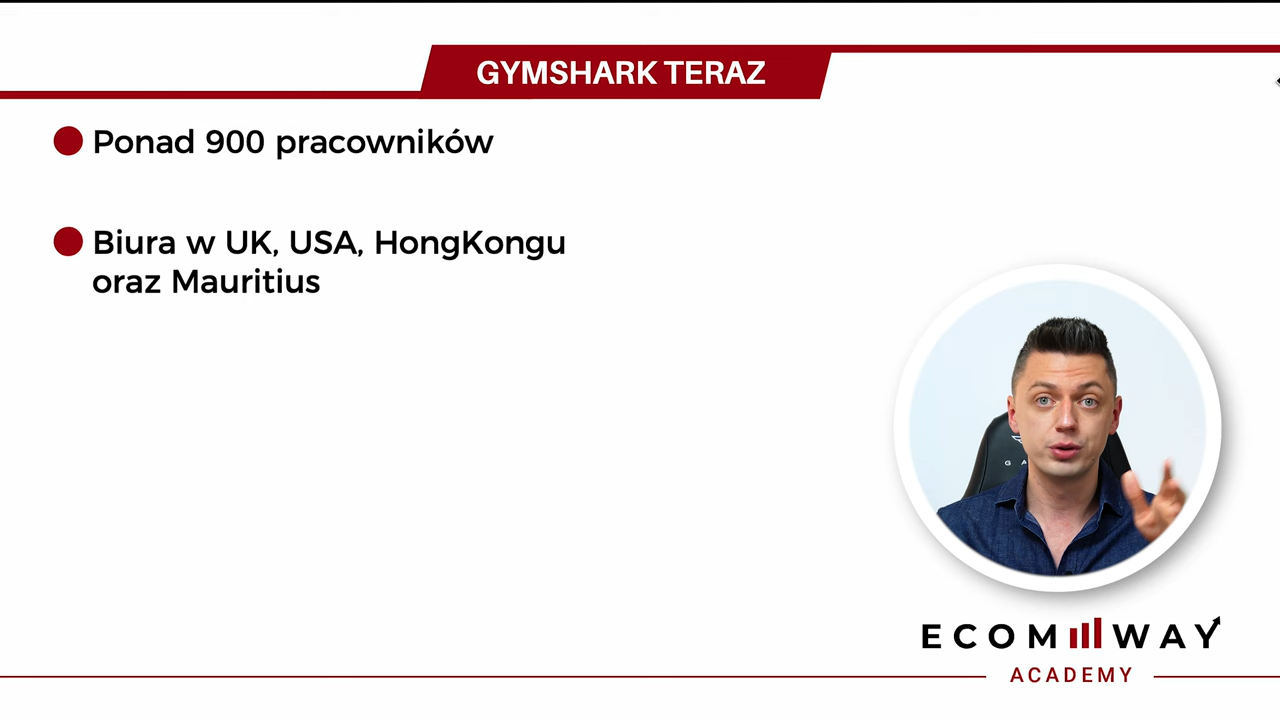 GYMSHARK TERAZ
Ponad 900 pracowników
Biura w UK, USA, HongKongu
oraz Mauritius
G A
ECOM WAY
ACADEMY